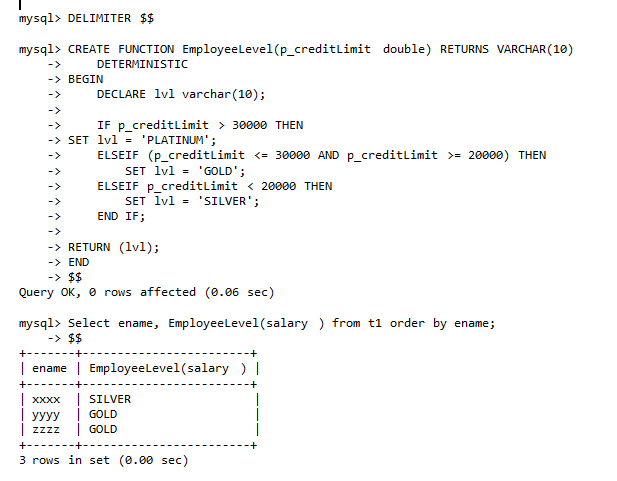 mysql> DELIMITER $$
mysql> CREATE FUNCTION EmployeeLevel(p_creditLimit  double) RETURNS VARCHAR(10)
    ->     DETERMINISTIC
    -> BEGIN
    ->     DECLARE lvl varchar(10);
    ->
    ->     IF p_creditLimit > 30000 THEN
    -> SET lvl = 'PLATINUM';
    ->     ELSEIF (p_creditLimit <= 30000 AND p_creditLimit >= 20000) THEN
    ->         SET lvl = 'GOLD';
    ->     ELSEIF p_creditLimit < 20000 THEN
    ->         SET lvl = 'SILVER';
    ->     END IF;
    ->
    -> RETURN (lvl);
    -> END
    -> $$
Query OK, 0 rows affected (0.06 sec)
mysql> Select ename, EmployeeLevel(salary  ) from t1 order by ename;
    -> $$
+-------+------------------------+
| ename | EmployeeLevel(salary  ) |
+-------+------------------------+
| xxxx  | SILVER                 |
| yyyy  | GOLD                   |
| zzzz  | GOLD                   |
+-------+------------------------+
3 rows in set (0.00 sec)